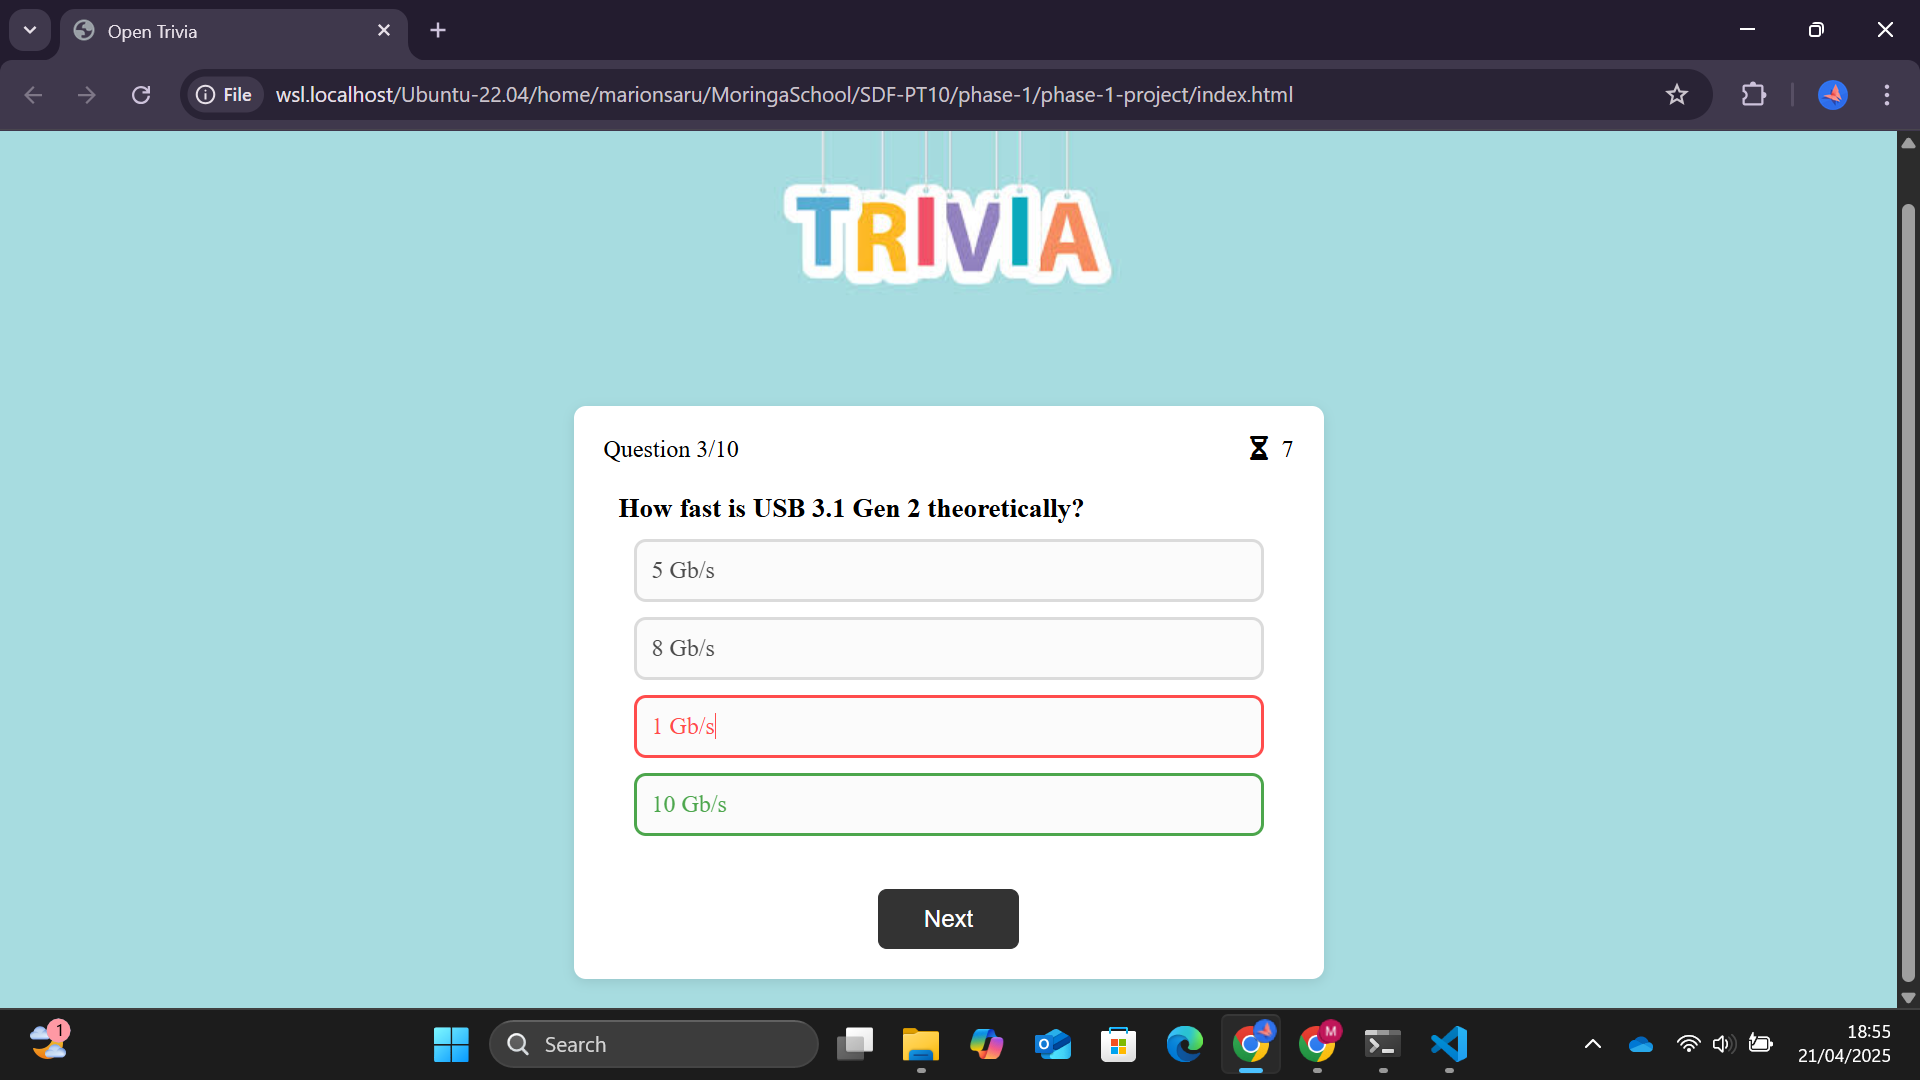 Open Trivia
File wsl.localhost/Ubuntu-22.04/home/marionsaru/MoringaSchool/SDF-PT10/phase-1/phase-1-project/index.html
TRIVIA
Question 3/10 7
How fast is USB 3.1 Gen 2 theoretically?
5 Gb/s
8 Gb/s
1 Gb/s
10 Gb/s
Next
1
Search
M
18:55
21/04/2025